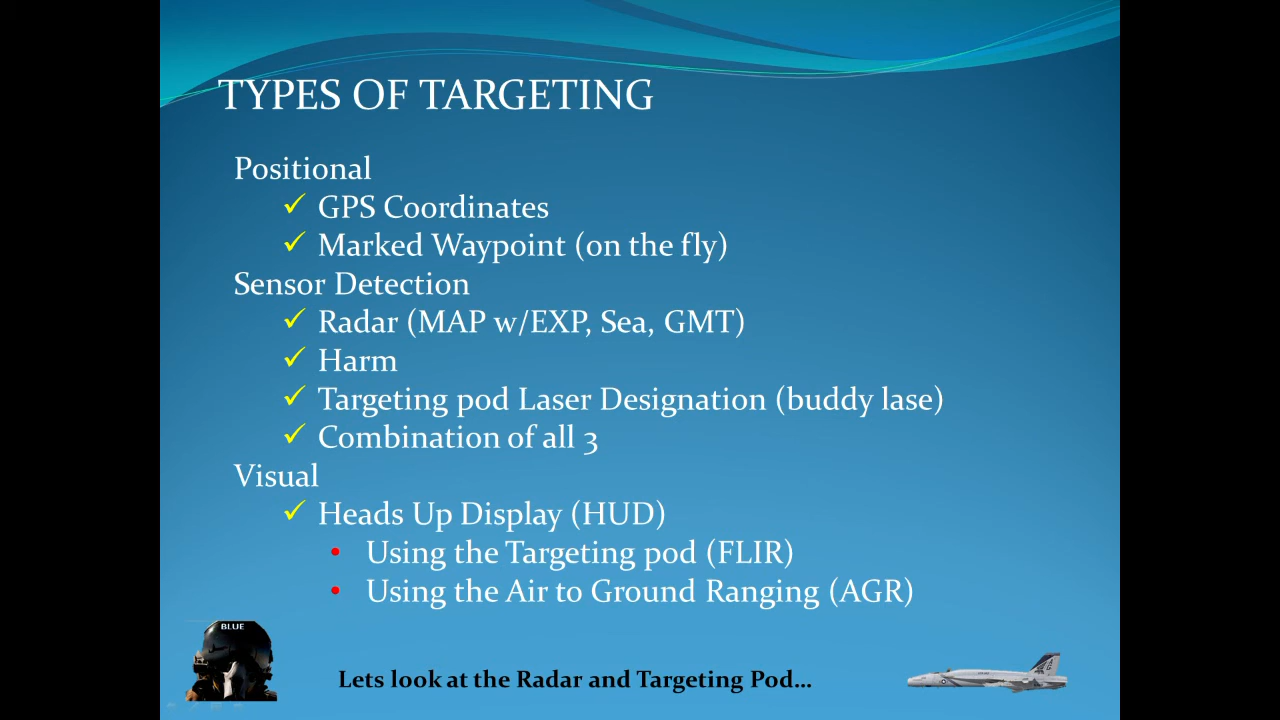 TYPES OF TARGETING
Positional
✓ GPS Coordinates
✓ Marked Waypoint (on the fly)
Sensor Detection
✓ Radar (MAP w/EXP, Sea, GMT)
✓ Harm
✓ Targeting pod Laser Designation (buddy lase)
✓ Combination of all 3
Visual
✓ Heads Up Display (HUD)
• Using the Targeting pod (FLIR)
• Using the Air to Ground Ranging (AGR)
BLUE
Lets look at the Radar and Targeting Pod...